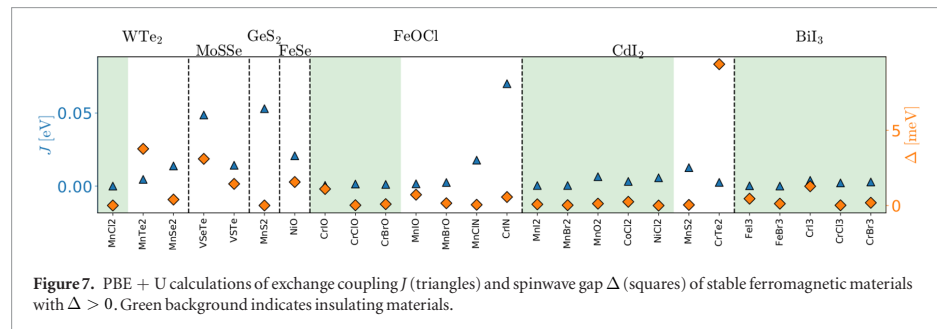 WTe2 GeS2 FeOCl BiI3
MoSSe FeSe CdI2
0.05
0.00
J [eV]
5
0
Δ [meV]
MnCl2 MnTe2 MnSe2 VSeTe VSTe MnS2 NiO CrIO CrClO CrBrO MnIO MnBrO MnClN CrIN MnI2 MnBr2 MnO2 CoCl2 NiCl2 MnS2 CrTe2 FeI3 FeBr3 CrI3 CrCl3 CrBr3
Figure 7. PBE + U calculations of exchange coupling J (triangles) and spinwave gap Δ (squares) of stable ferromagnetic materials
with Δ > 0. Green background indicates insulating materials.